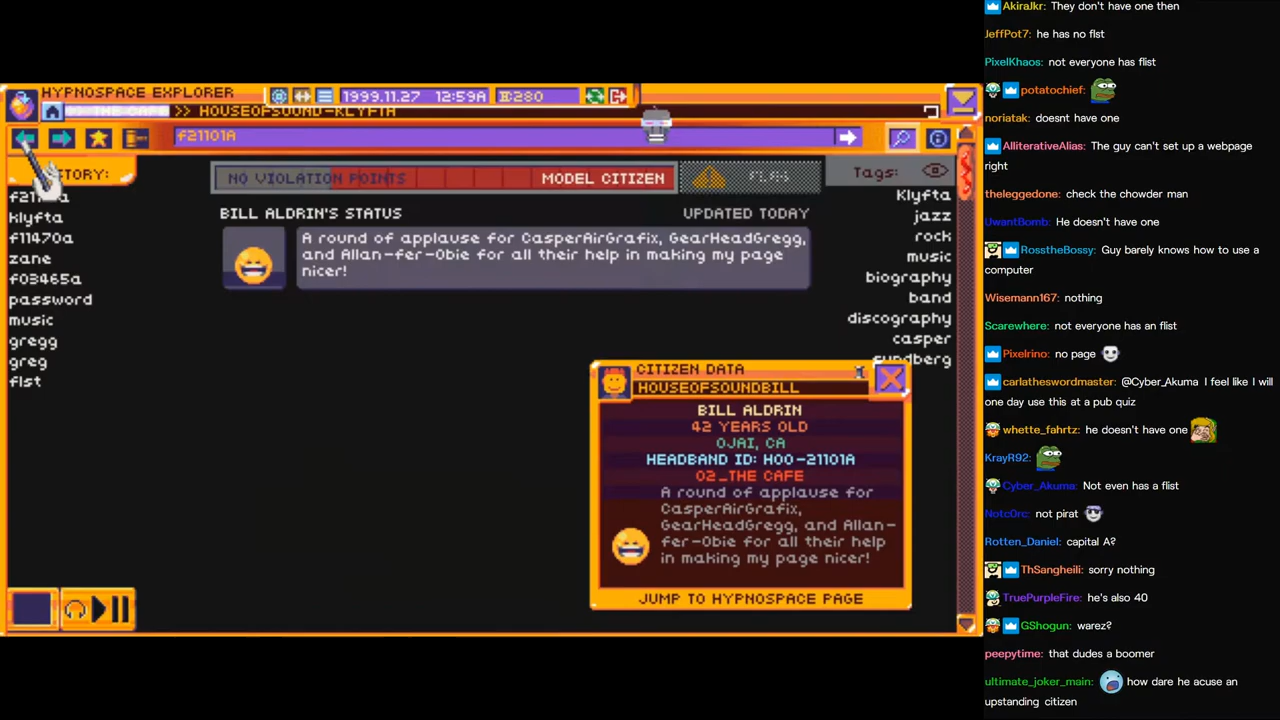 HYPNOSPACE EXPLORER
1999.11.27 12:59A
280
>> THE CAFE >> HOUSEOFSOUND-KLYFTA
f21101A
HISTORY:
klyfta
f11470a
zane
f03465a
password
music
gregg
greg
flst
NO VIOLATION POINTS
MODEL CITIZEN
BILL ALDRIN'S STATUS
UPDATED TODAY
A round of applause for CasperAirGrafix, GearHeadGregg,
and Allan-fer-Obie for all their help in making my page
nicer!
Tags:
Klyfta
jazz
rock
music
biography
band
discography
casper
sundberg
CITIZEN DATA
HOUSEOFSOUNDBILL
BILL ALDRIN
42 YEARS OLD
OJAI, CA
HEADBAND ID: HOO-21101A
02_THE CAFE
A round of applause for
CasperAirGrafix,
GearHeadGregg, and Allan-
fer-Obie for all their help
in making my page nicer!
JUMP TO HYPNOSPACE PAGE
AkiraJkr: They don't have one then
JeffPot7: he has no flst
PixelKhaos: not everyone has flst
potatochief:
noriatak: doesnt have one
AlliterativeAlias: The guy can't set up a webpage
right
theleggedone: check the chowder man
UwantBomb: He doesn't have one
RosstheBossy: Guy barely knows how to use a
computer
Wisemann167: nothing
Scarewhere: not everyone has an flist
Pixelrino: no page
carlatheswordmaster: @Cyber_Akuma I feel like I will
one day use this at a pub quiz
whette_fahrtz: he doesn't have one
KrayR92:
Cyber_Akuma: Not even has a flist
Notc0rc: not pirat
Rotten_Daniel: capital A?
ThSangheili: sorry nothing
TruePurpleFire: he's also 40
GShogun: warez?
peepytime: that dudes a boomer
ultimate_joker_main: how dare he acuse an
upstanding citizen